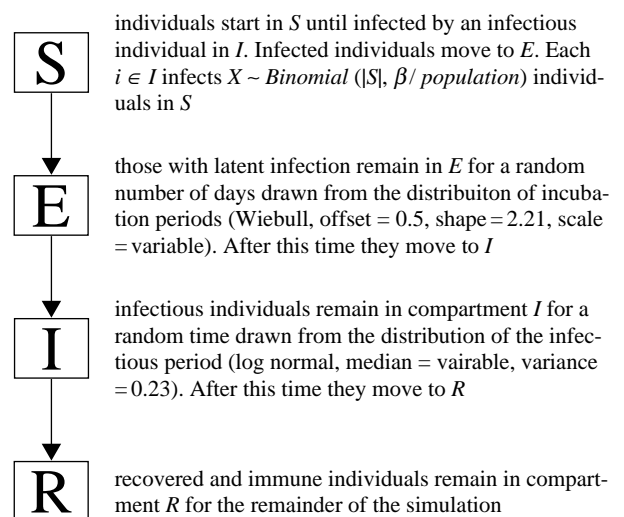 S
individuals start in S until infected by an infectious
individual in I. Infected individuals move to E. Each
i ∈ I infects X ~ Binomial (|S|, β/ population) individ-
uals in S
E
those with latent infection remain in E for a random
number of days drawn from the distribuiton of incuba-
tion periods (Wiebull, offset = 0.5, shape = 2.21, scale
= variable). After this time they move to I
I
infectious individuals remain in compartment I for a
random time drawn from the distribution of the infec-
tious period (log normal, median = vairable, variance
= 0.23). After this time they move to R
R
recovered and immune individuals remain in compart-
ment R for the remainder of the simulation